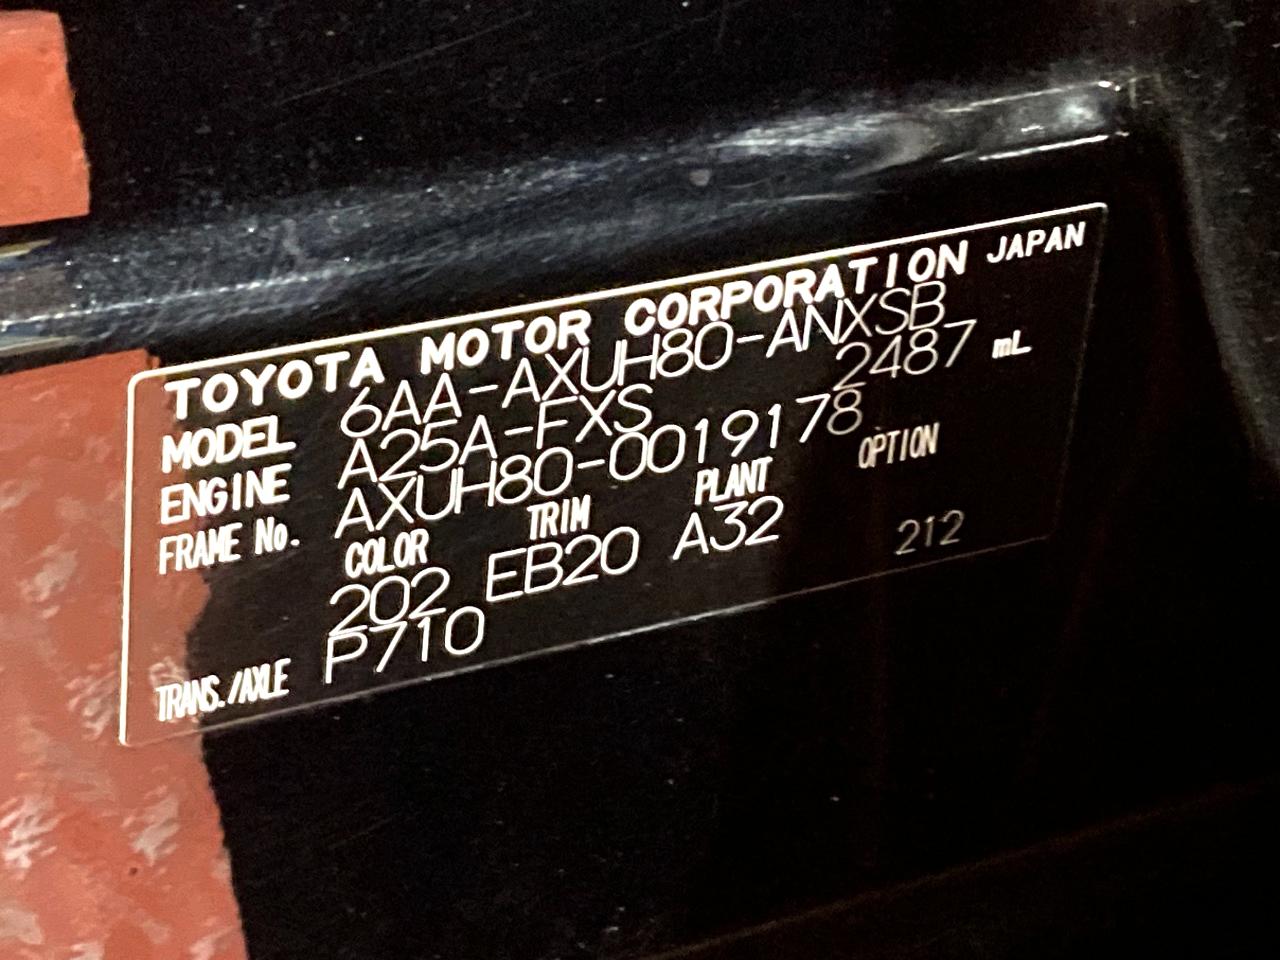 TOYOTA MOTOR CORPORATION JAPAN
MODEL 6AA-AXUH80-ANXSB
ENGINE A25A-FXS 2487 mL
FRAME No. AXUH80-0019178
COLOR TRIM PLANT OPTION
202 EB20 A32 212
TRANS./AXLE P710